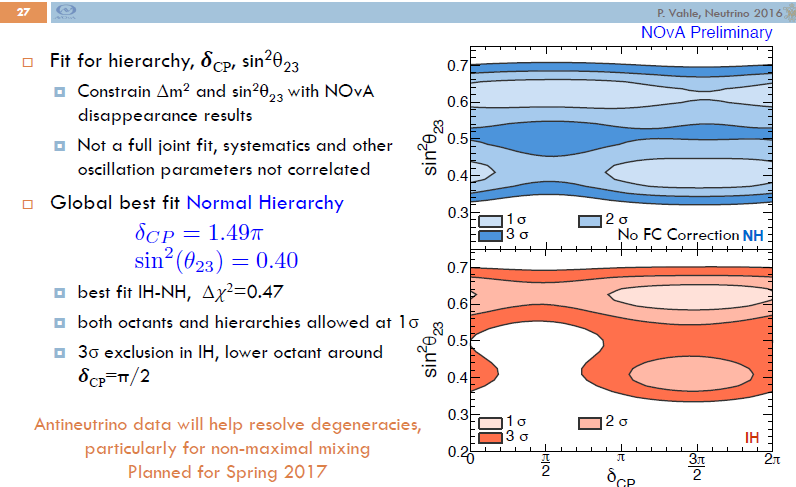 27
P. Vahle, Neutrino 2016
NOνA Preliminary
Fit for hierarchy, δCP, sin²θ23
Constrain Δm² and sin²θ23 with NOνA
disappearance results
Not a full joint fit, systematics and other
oscillation parameters not correlated
Global best fit Normal Hierarchy
δCP = 1.49π
sin²(θ23) = 0.40
best fit IH-NH, Δχ²=0.47
both octants and hierarchies allowed at 1σ
3σ exclusion in IH, lower octant around
δCP=π/2
Antineutrino data will help resolve degeneracies,
particularly for non-maximal mixing
Planned for Spring 2017
sin²θ23
0.7
0.6
0.5
0.4
0.3
1 σ
2 σ
3 σ
No FC Correction NH
sin²θ23
0.7
0.6
0.5
0.4
0.3
0.2
1 σ
2 σ
3 σ
IH
0
π/2
π
3π/2
2π
δCP